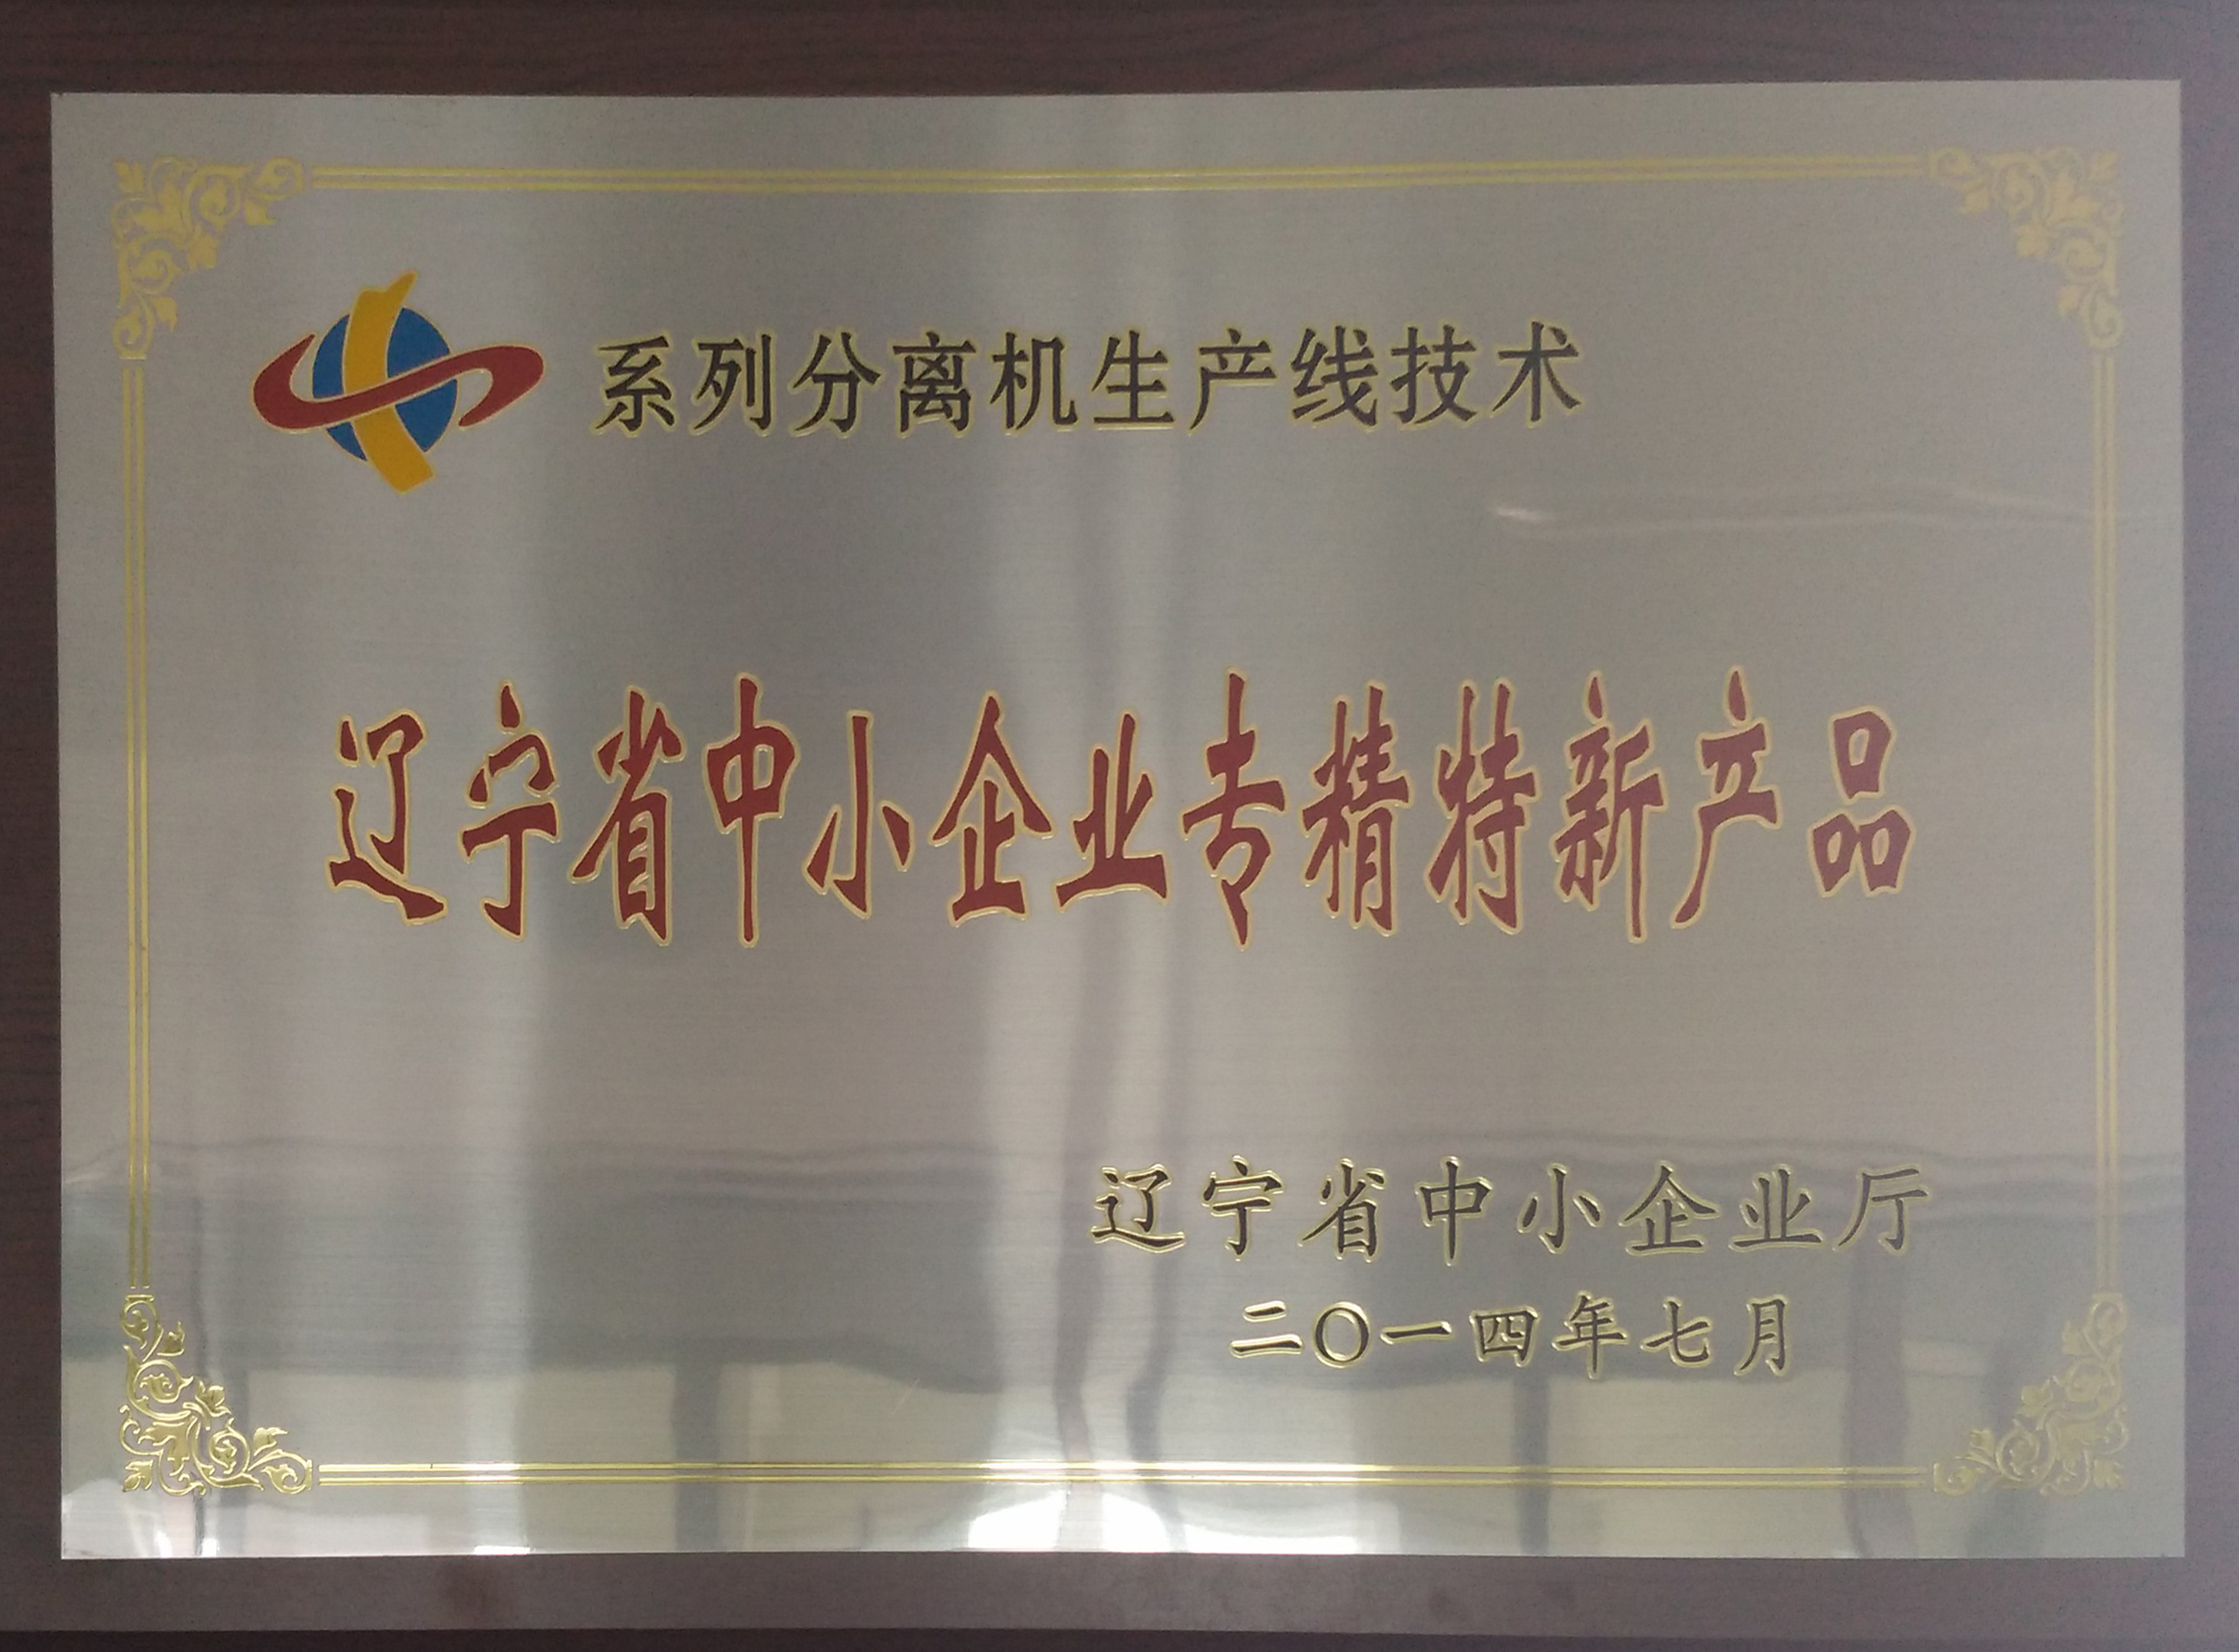 系列分离机生产线技术
辽宁省中小企业专精特新产品
辽宁省中小企业厅
二〇一四年七月